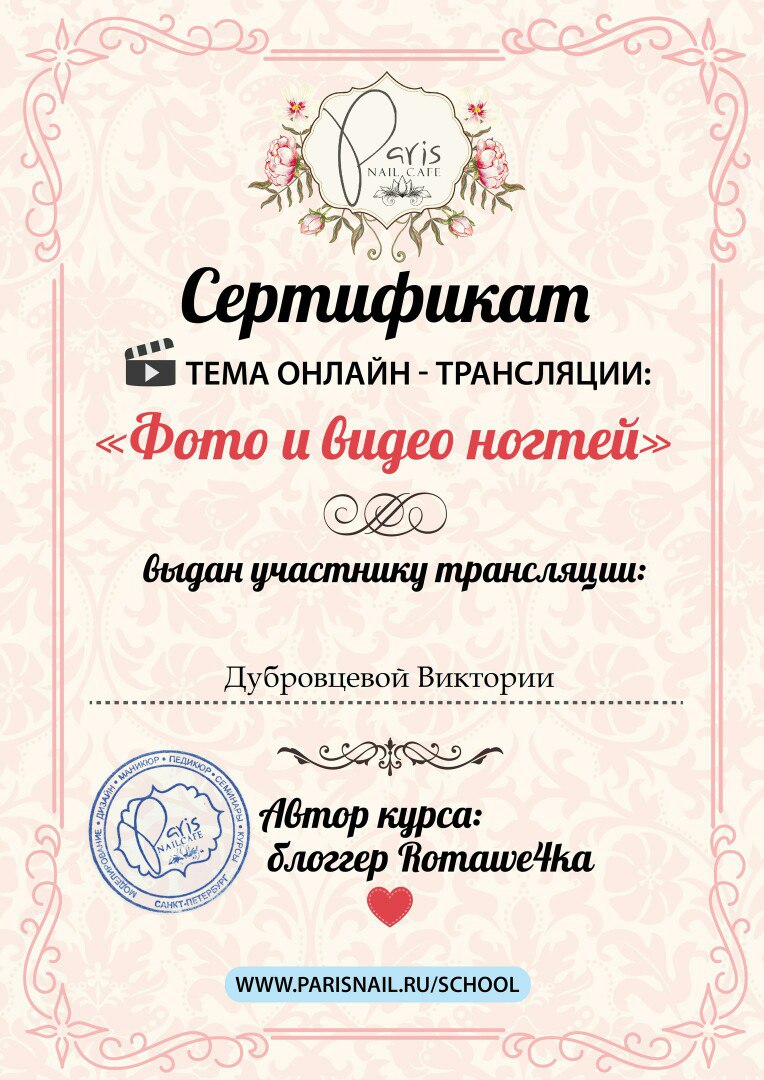 Paris
NAIL CAFE
Сертификат
ТЕМА ОНЛАЙН - ТРАНСЛЯЦИИ:
«Фото и видео ногтей»
выдан участнику трансляции:
Дубровцевой Виктории
МОДЕЛИРОВАНИЕ • ДИЗАЙН • МАНИКЮР • ПЕДИКЮР • СЕМИНАРЫ • КУРСЫ
Paris
NAIL CAFE
САНКТ-ПЕТЕРБУРГ
Автор курса:
блоггер Romawe4ka
WWW.PARISNAIL.RU/SCHOOL